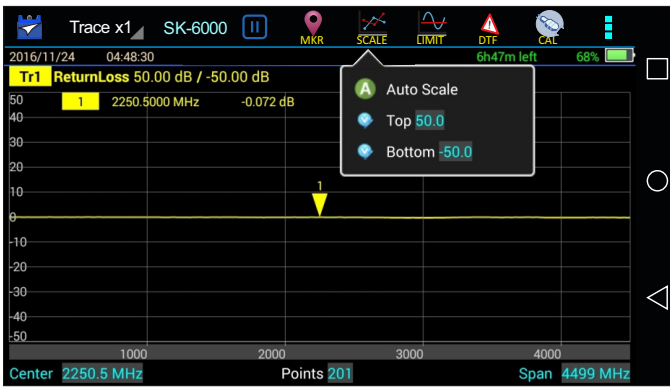 Trace x1 SK-6000 MKR SCALE LIMIT DTF CAL
2016/11/24 04:48:30 6h47m left 68%
Tr1 ReturnLoss 50.00 dB / -50.00 dB
1 2250.5000 MHz -0.072 dB
A Auto Scale
Top 50.0
Bottom -50.0
50
40
30
20
10
0
-10
-20
-30
-40
-50
1
1000 2000 3000 4000
Center 2250.5 MHz Points 201 Span 4499 MHz